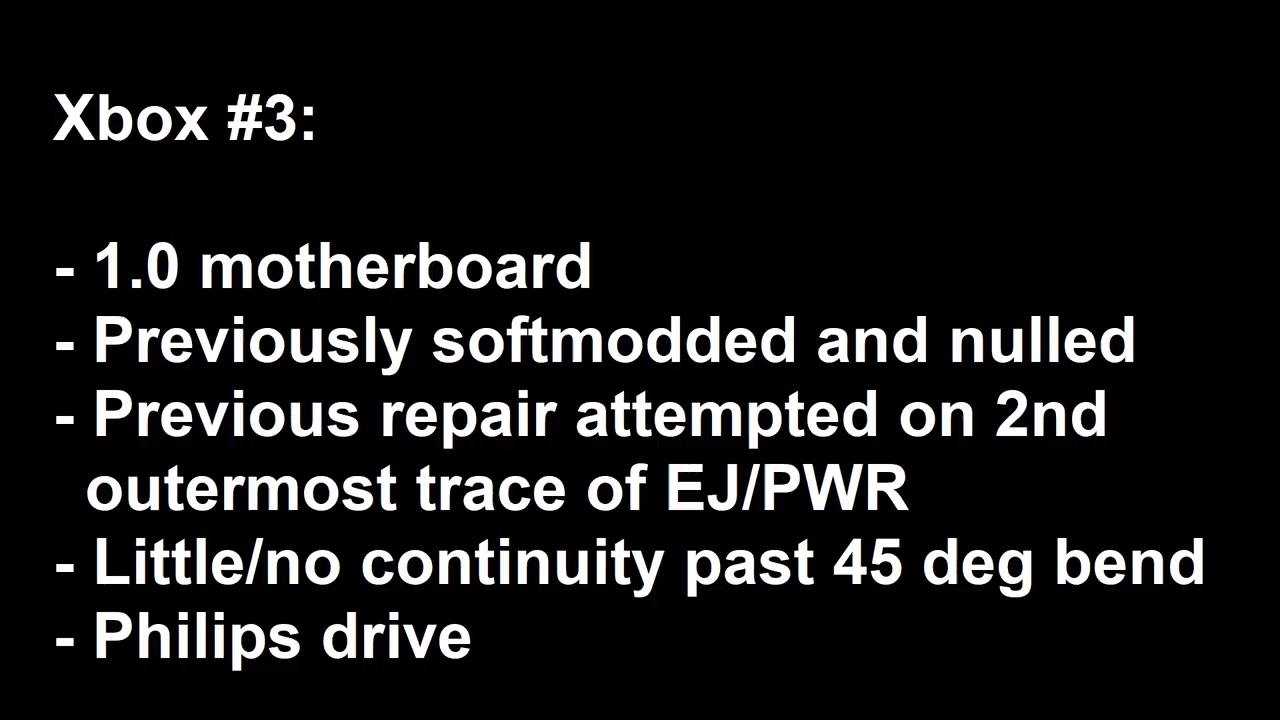 Xbox #3:
- 1.0 motherboard
- Previously softmodded and nulled
- Previous repair attempted on 2nd
outermost trace of EJ/PWR
- Little/no continuity past 45 deg bend
- Philips drive